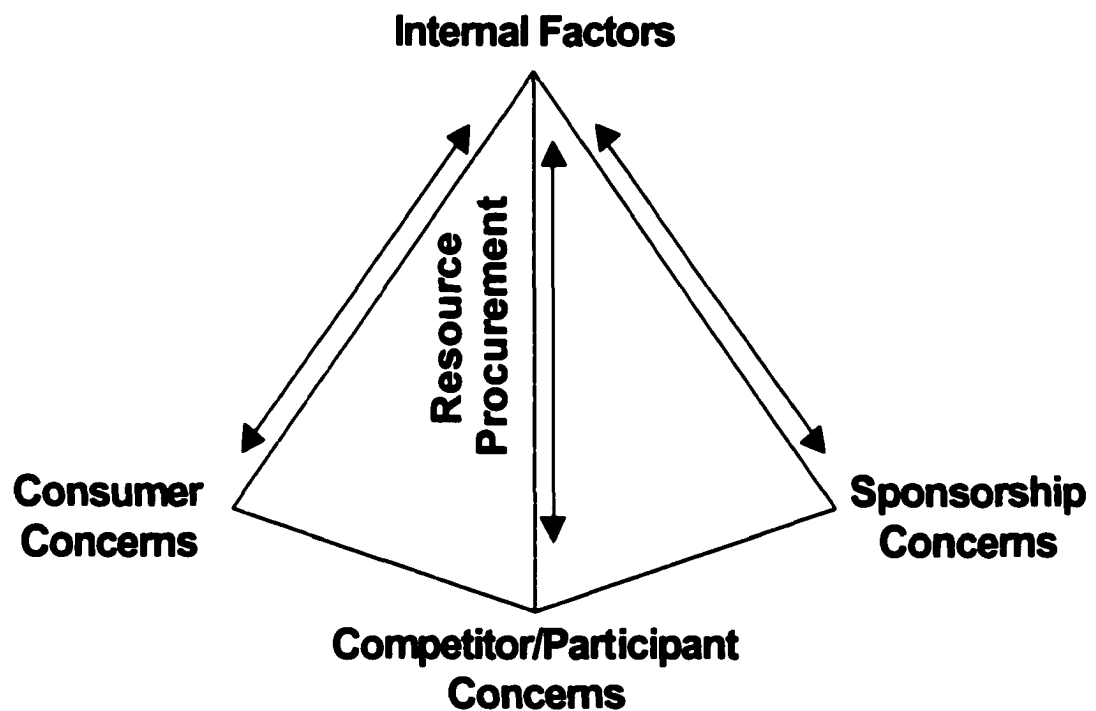 Internal Factors
Resource
Procurement
Consumer
Concerns
Sponsorship
Concerns
Competitor/Participant
Concerns